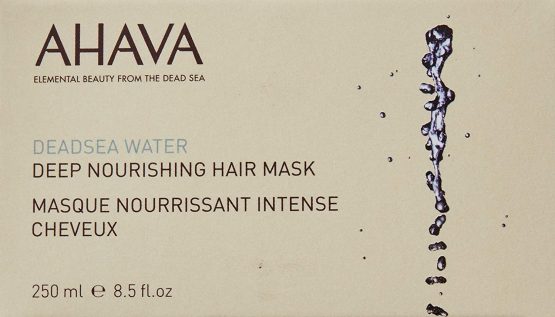 AHAVA
ELEMENTAL BEAUTY FROM THE DEAD SEA
DEADSEA WATER
DEEP NOURISHING HAIR MASK
MASQUE NOURRISSANT INTENSE
CHEVEUX
250 ml ℮ 8.5 fl.oz